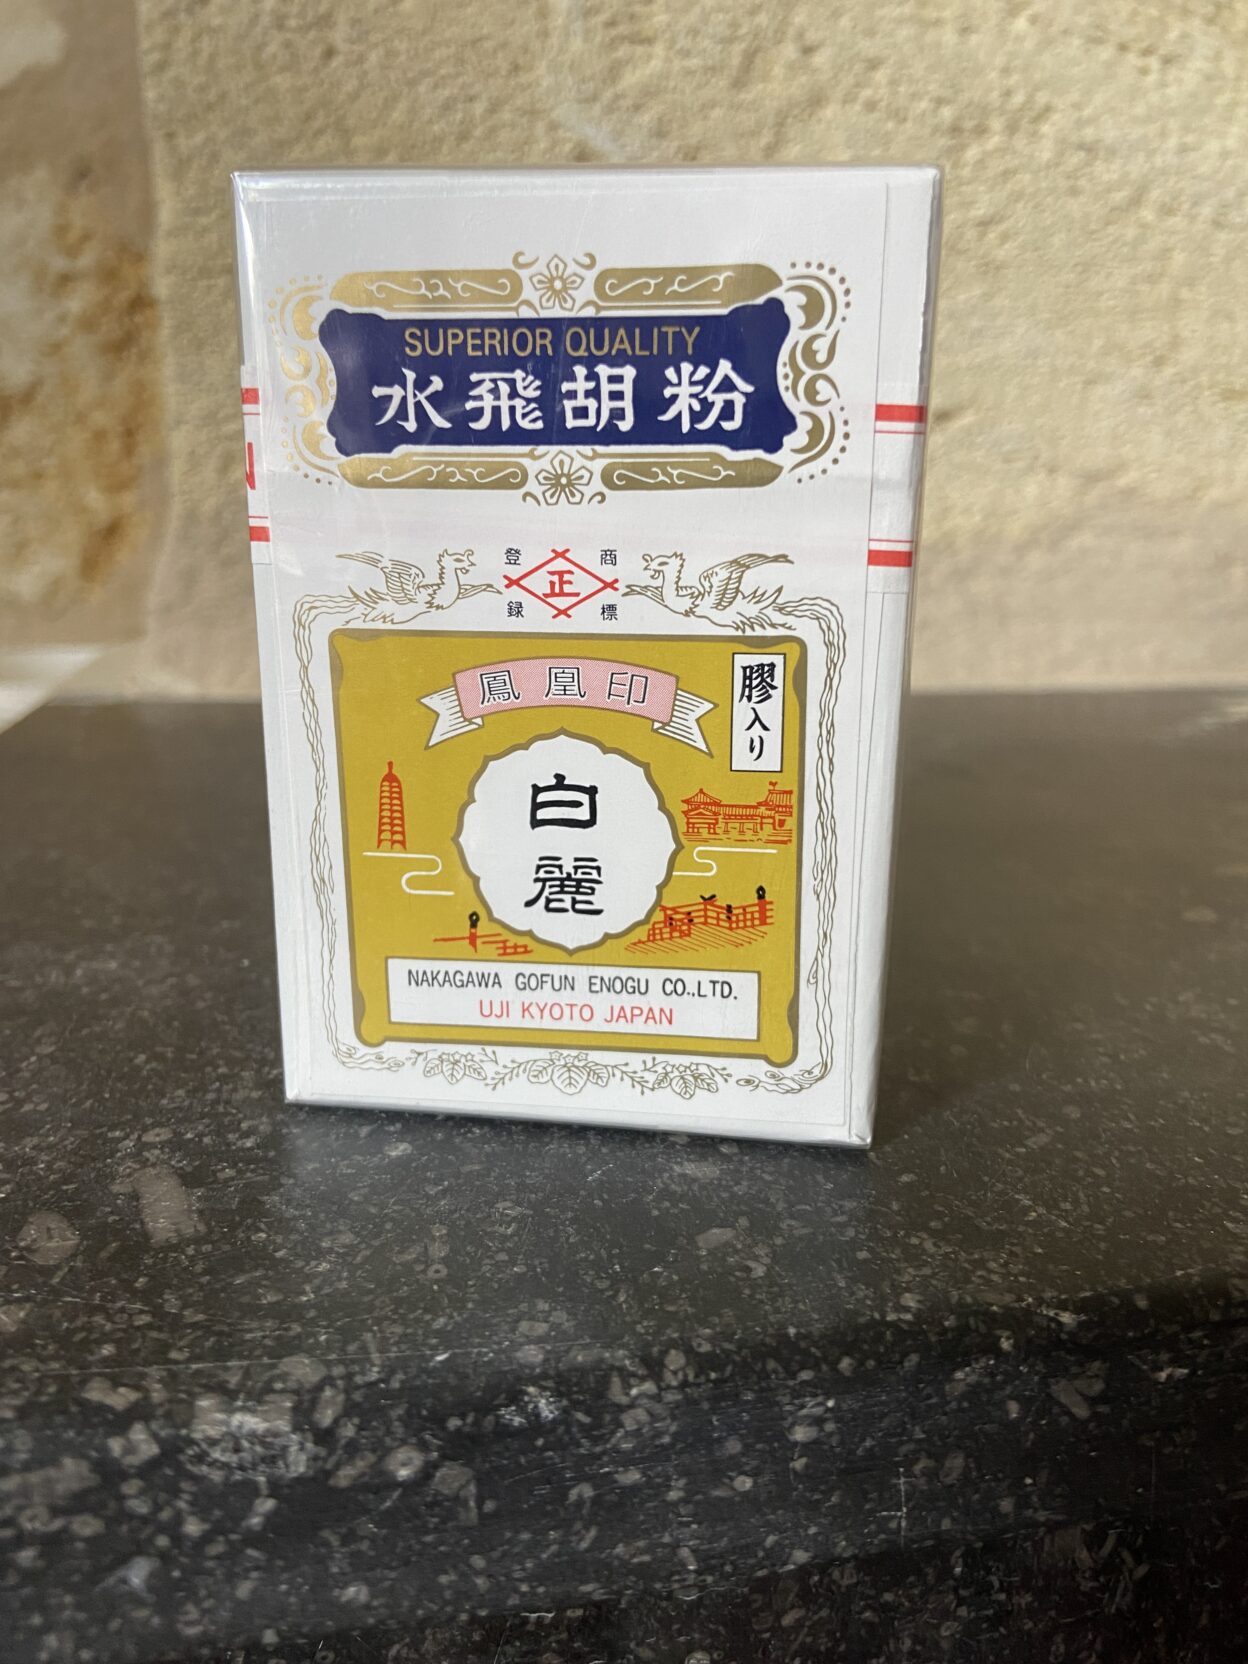 SUPERIOR QUALITY
水飛胡粉
登 商
正
録 標
鳳凰印
膠入り
白麗
NAKAGAWA GOFUN ENOGU CO.,LTD.
UJI KYOTO JAPAN
N